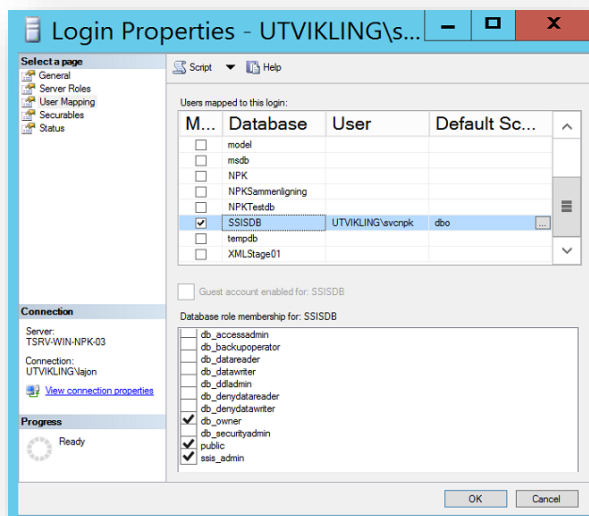 Login Properties - UTVIKLING\s...
Select a page
General
Server Roles
User Mapping
Securables
Status
Script
Help
Users mapped to this login:
M... Database User Default Sc...
model
msdb
NPK
NPKSammenligning
NPKTestdb
SSISDB UTVIKLING\svcnpk dbo ...
tempdb
XMLStage01
Guest account enabled for: SSISDB
Database role membership for: SSISDB
db_accessadmin
db_backupoperator
db_datareader
db_datawriter
db_ddladmin
db_denydatareader
db_denydatawriter
db_owner
db_securityadmin
public
ssis_admin
Connection
Server:
TSRV-WIN-NPK-03
Connection:
UTVIKLING\lajon
View connection properties
Progress
Ready
OK Cancel